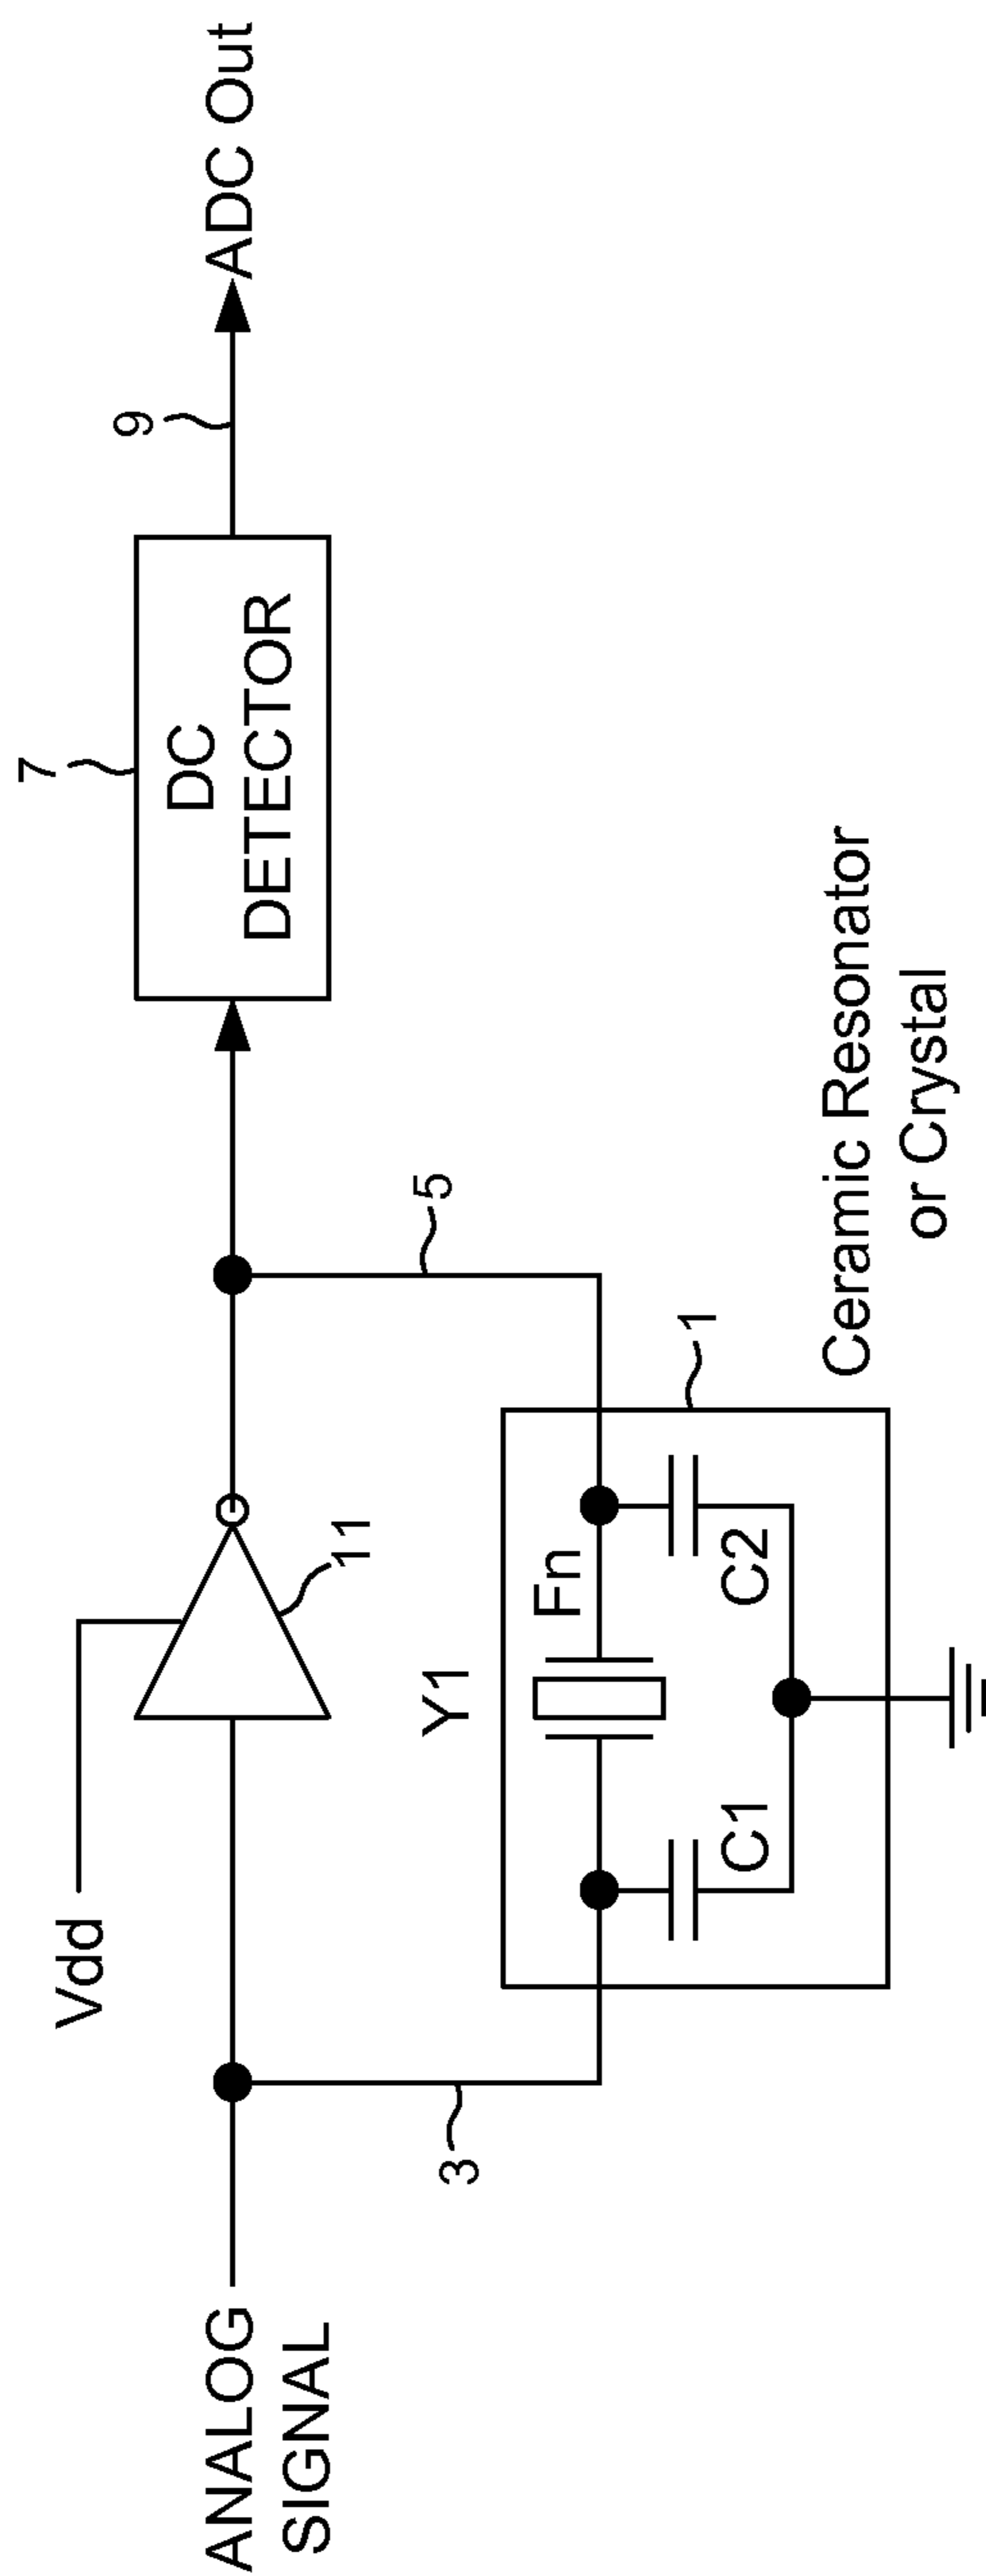 ANALOG
SIGNAL
Vdd
11
3
5
7
DC
DETECTOR
9
ADC Out
Y1
Fn
C1
C2
1
Ceramic Resonator
or Crystal